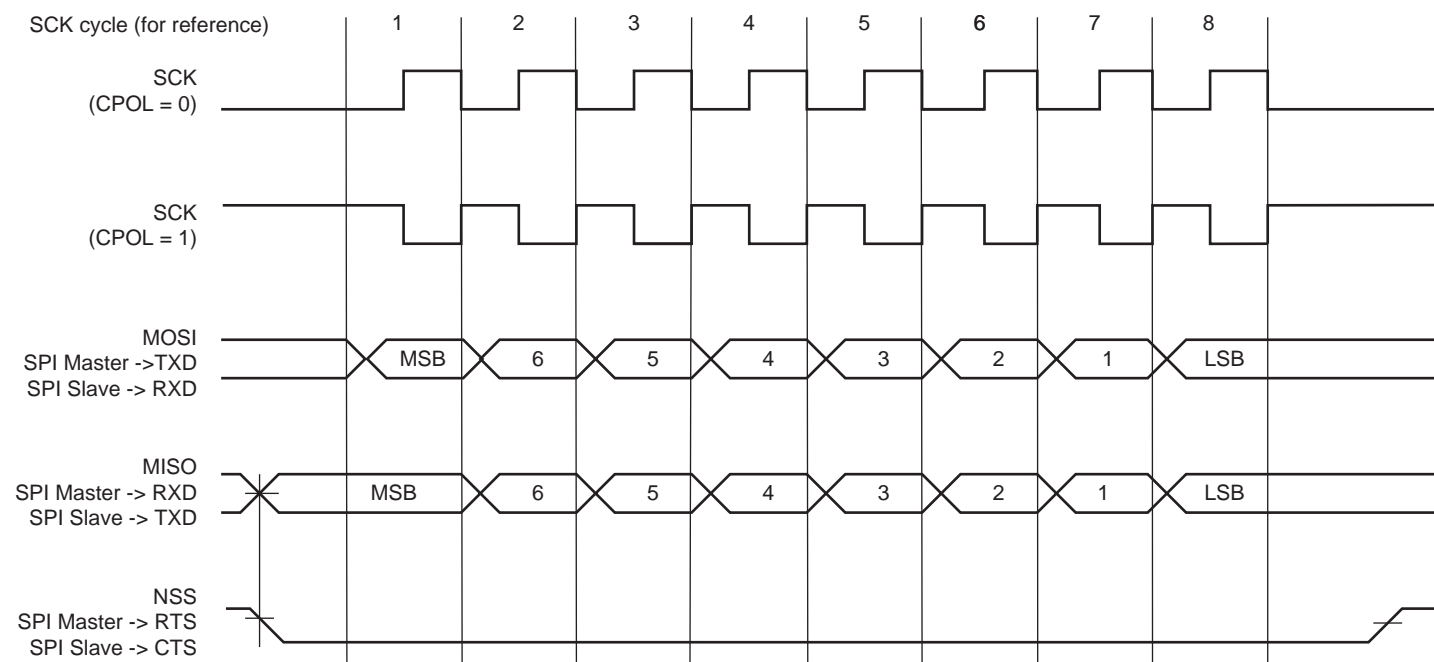 SCK cycle (for reference) 1 2 3 4 5 6 7 8
SCK
(CPOL = 0)
SCK
(CPOL = 1)
MOSI
SPI Master ->TXD
SPI Slave -> RXD
MSB 6 5 4 3 2 1 LSB
MISO
SPI Master -> RXD
SPI Slave -> TXD
MSB 6 5 4 3 2 1 LSB
NSS
SPI Master -> RTS
SPI Slave -> CTS